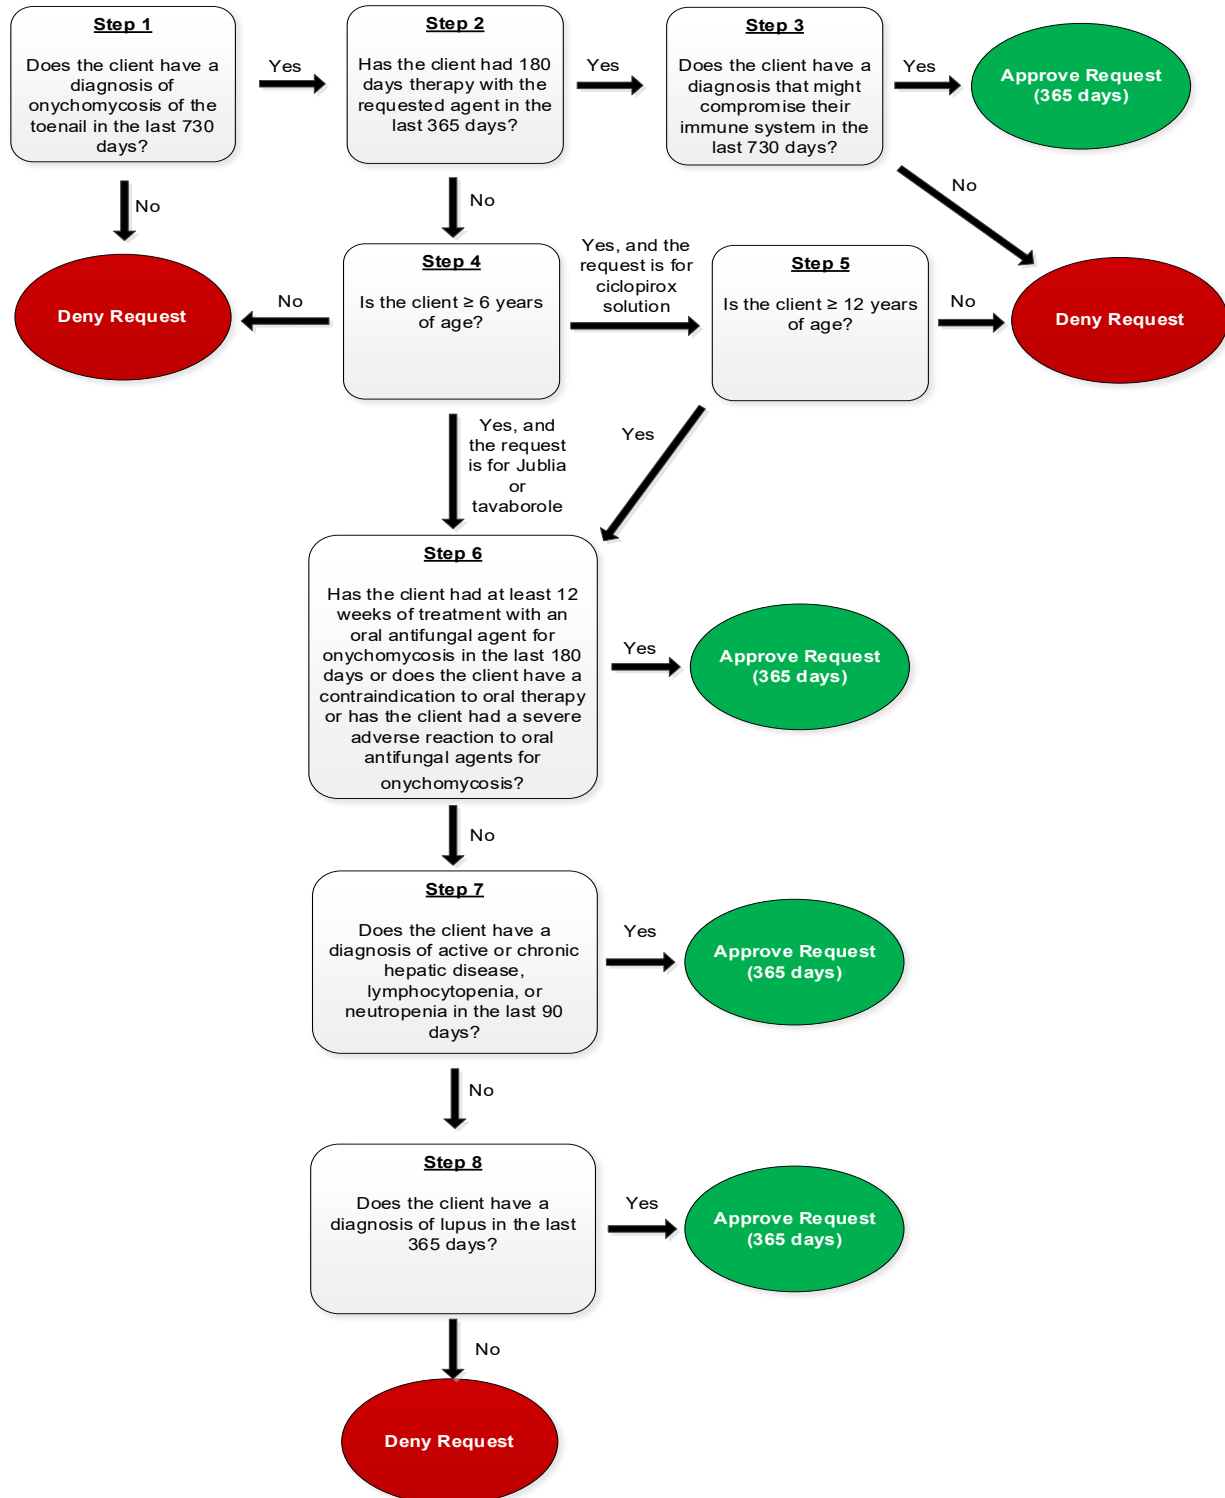 Step 1
Does the client have a
diagnosis of
onychomycosis of the
toenail in the last 730
days?
Yes
Step 2
Has the client had 180
days therapy with the
requested agent in the
last 365 days?
Yes
Step 3
Does the client have a
diagnosis that might
compromise their
immune system in the
last 730 days?
Yes
Approve Request
(365 days)
No
No
No
Deny Request
No
Step 4
Is the client ≥ 6 years
of age?
Yes, and the
request is for
ciclopirox
solution
Step 5
Is the client ≥ 12 years
of age?
No
Deny Request
Yes, and
the request
is for Jublia
or
tavaborole
Yes
Step 6
Has the client had at least 12
weeks of treatment with an
oral antifungal agent for
onychomycosis in the last 180
days or does the client have a
contraindication to oral therapy
or has the client had a severe
adverse reaction to oral
antifungal agents for
onychomycosis?
Yes
Approve Request
(365 days)
No
Step 7
Does the client have a
diagnosis of active or chronic
hepatic disease,
lymphocytopenia, or
neutropenia in the last 90
days?
Yes
Approve Request
(365 days)
No
Step 8
Does the client have a
diagnosis of lupus in the last
365 days?
Yes
Approve Request
(365 days)
No
Deny Request